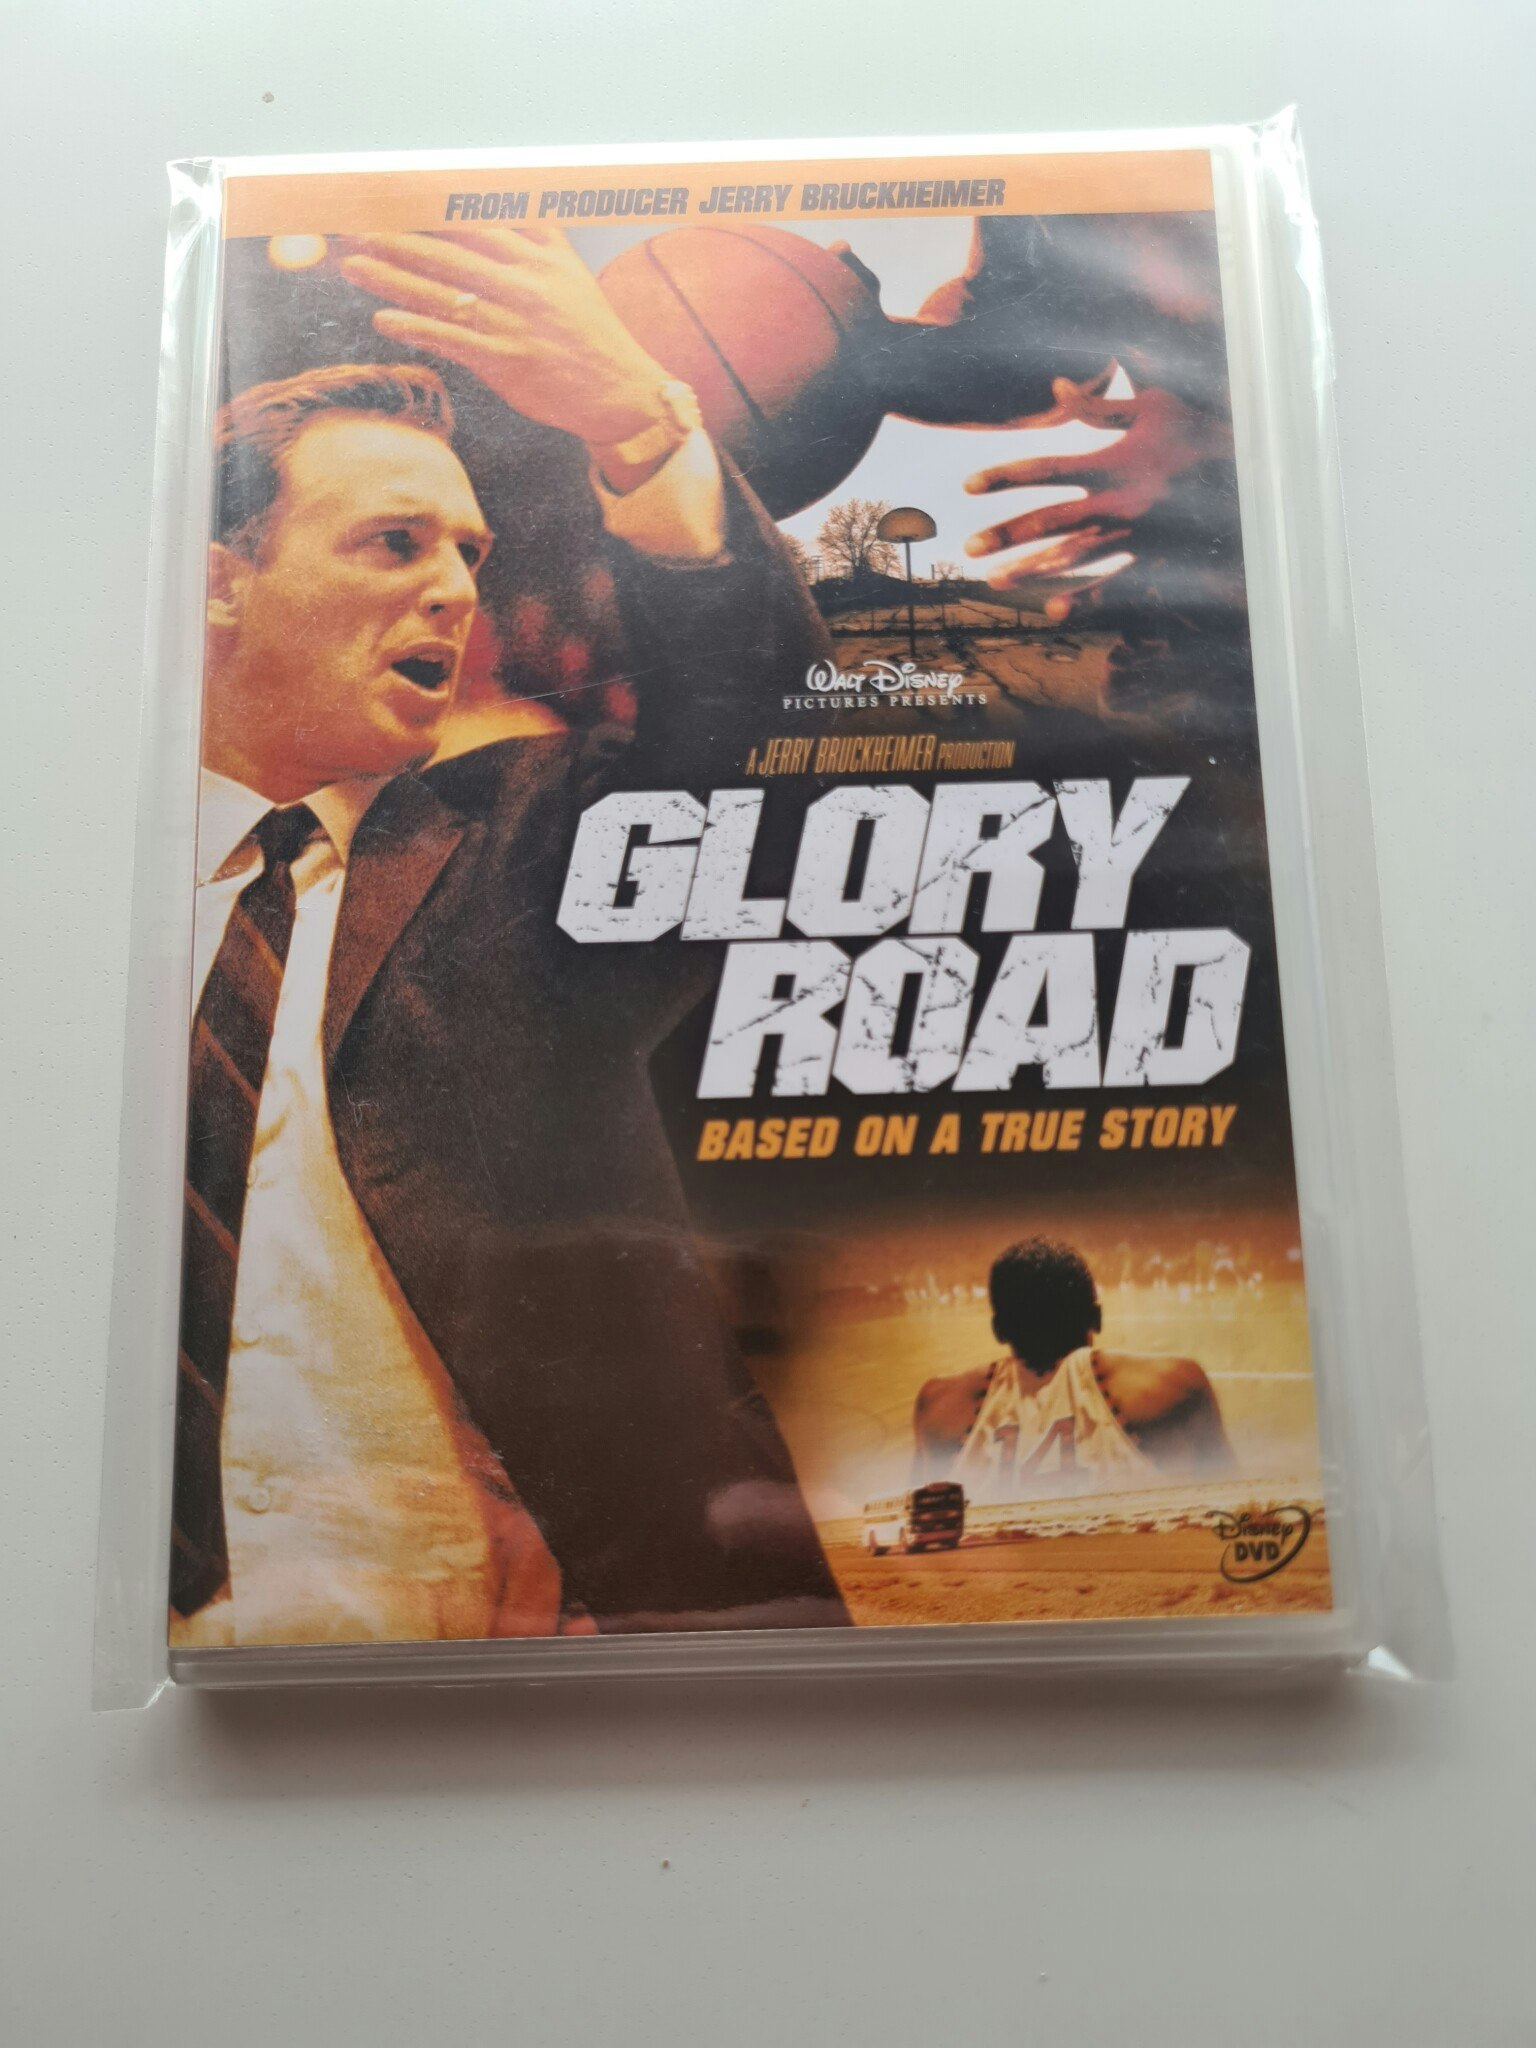 FROM PRODUCER JERRY BRUCKHEIMER
WALT DISNEY
PICTURES PRESENTS
A JERRY BRUCKHEIMER PRODUCTION
GLORY
ROAD
BASED ON A TRUE STORY
14
Disney
DVD